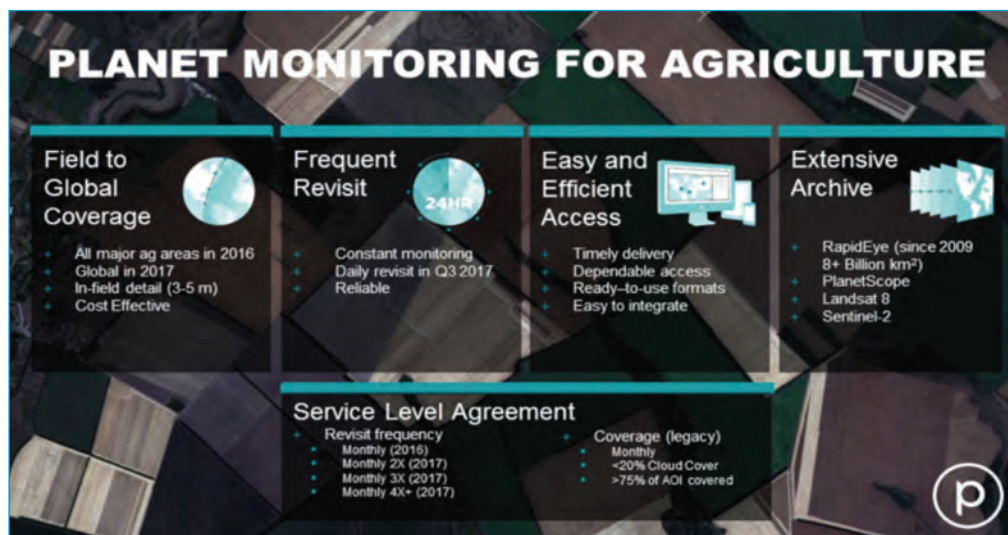 PLANET MONITORING FOR AGRICULTURE
Field to
Global
Coverage
+ All major ag areas in 2016
+ Global in 2017
+ In-field detail (3-5 m)
+ Cost Effective
Frequent
Revisit
24HR
+ Constant monitoring
+ Daily revisit in Q3 2017
+ Reliable
Easy and
Efficient
Access
+ Timely delivery
+ Dependable access
+ Ready–to-use formats
+ Easy to integrate
Extensive
Archive
+ RapidEye (since 2009
8+ Billion km²)
+ PlanetScope
+ Landsat 8
+ Sentinel-2
Service Level Agreement
+ Revisit frequency
Monthly (2016)
Monthly 2X (2017)
Monthly 3X (2017)
Monthly 4X+ (2017)
+ Coverage (legacy)
Monthly
<20% Cloud Cover
>75% of AOI covered
p